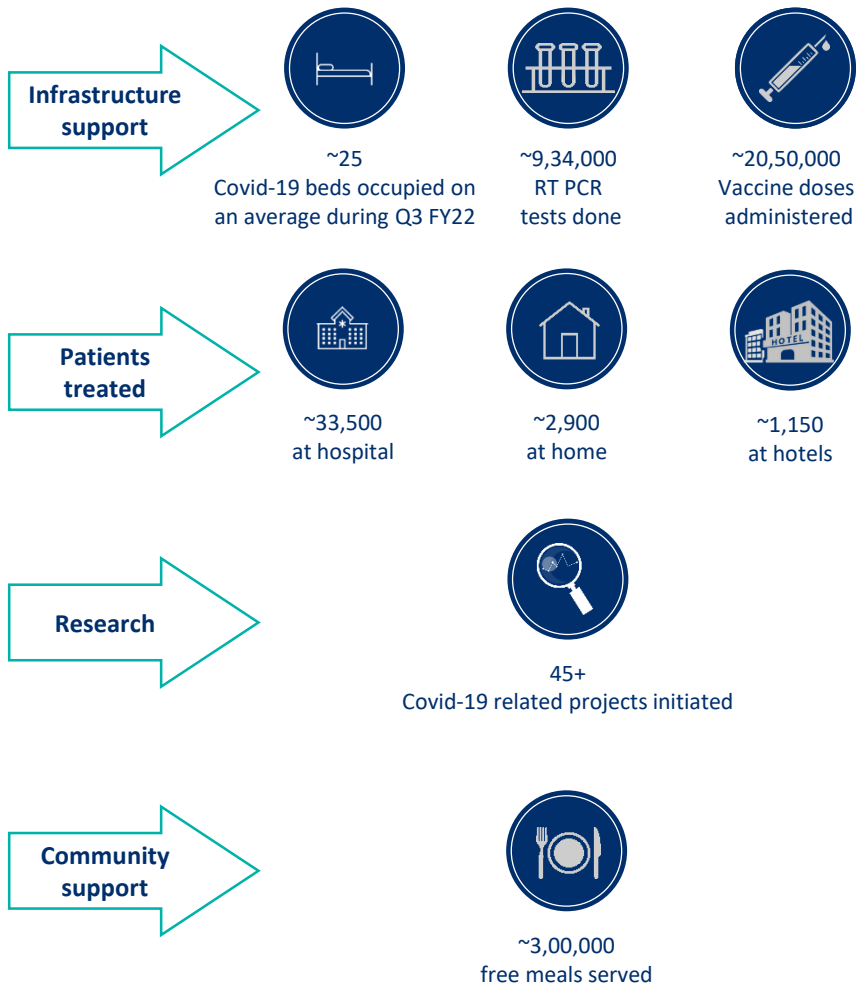 Infrastructure
support
~25
Covid-19 beds occupied on
an average during Q3 FY22
~9,34,000
RT PCR
tests done
~20,50,000
Vaccine doses
administered
Patients
treated
~33,500
at hospital
~2,900
at home
HOTEL
~1,150
at hotels
Research
45+
Covid-19 related projects initiated
Community
support
~3,00,000
free meals served